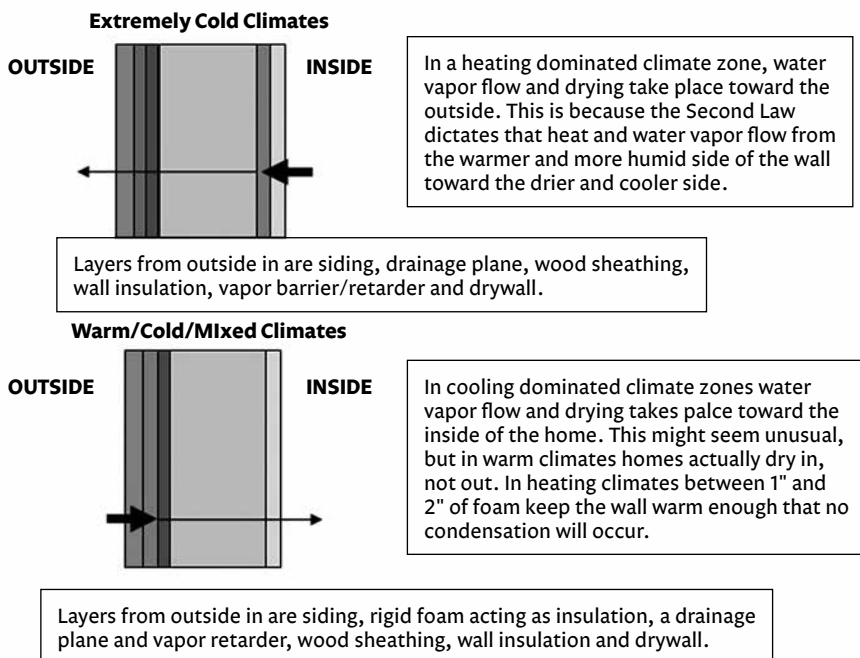 Extremely Cold Climates
OUTSIDE
INSIDE
In a heating dominated climate zone, water
vapor flow and drying take place toward the
outside. This is because the Second Law
dictates that heat and water vapor flow from
the warmer and more humid side of the wall
toward the drier and cooler side.
Layers from outside in are siding, drainage plane, wood sheathing,
wall insulation, vapor barrier/retarder and drywall.
Warm/Cold/MIxed Climates
OUTSIDE
INSIDE
In cooling dominated climate zones water
vapor flow and drying takes palce toward the
inside of the home. This might seem unusual,
but in warm climates homes actually dry in,
not out. In heating climates between 1" and
2" of foam keep the wall warm enough that no
condensation will occur.
Layers from outside in are siding, rigid foam acting as insulation, a drainage
plane and vapor retarder, wood sheathing, wall insulation and drywall.